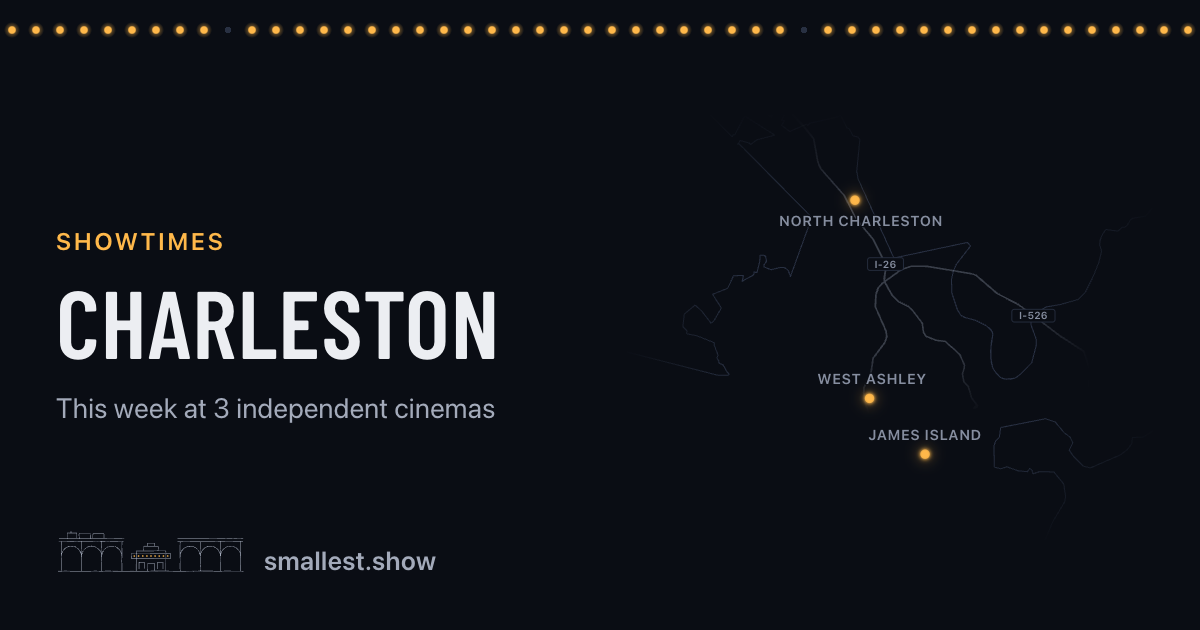 SHOWTIMES
CHARLESTON
This week at 3 independent cinemas
smallest.show
NORTH CHARLESTON
I-26
I-526
WEST ASHLEY
JAMES ISLAND